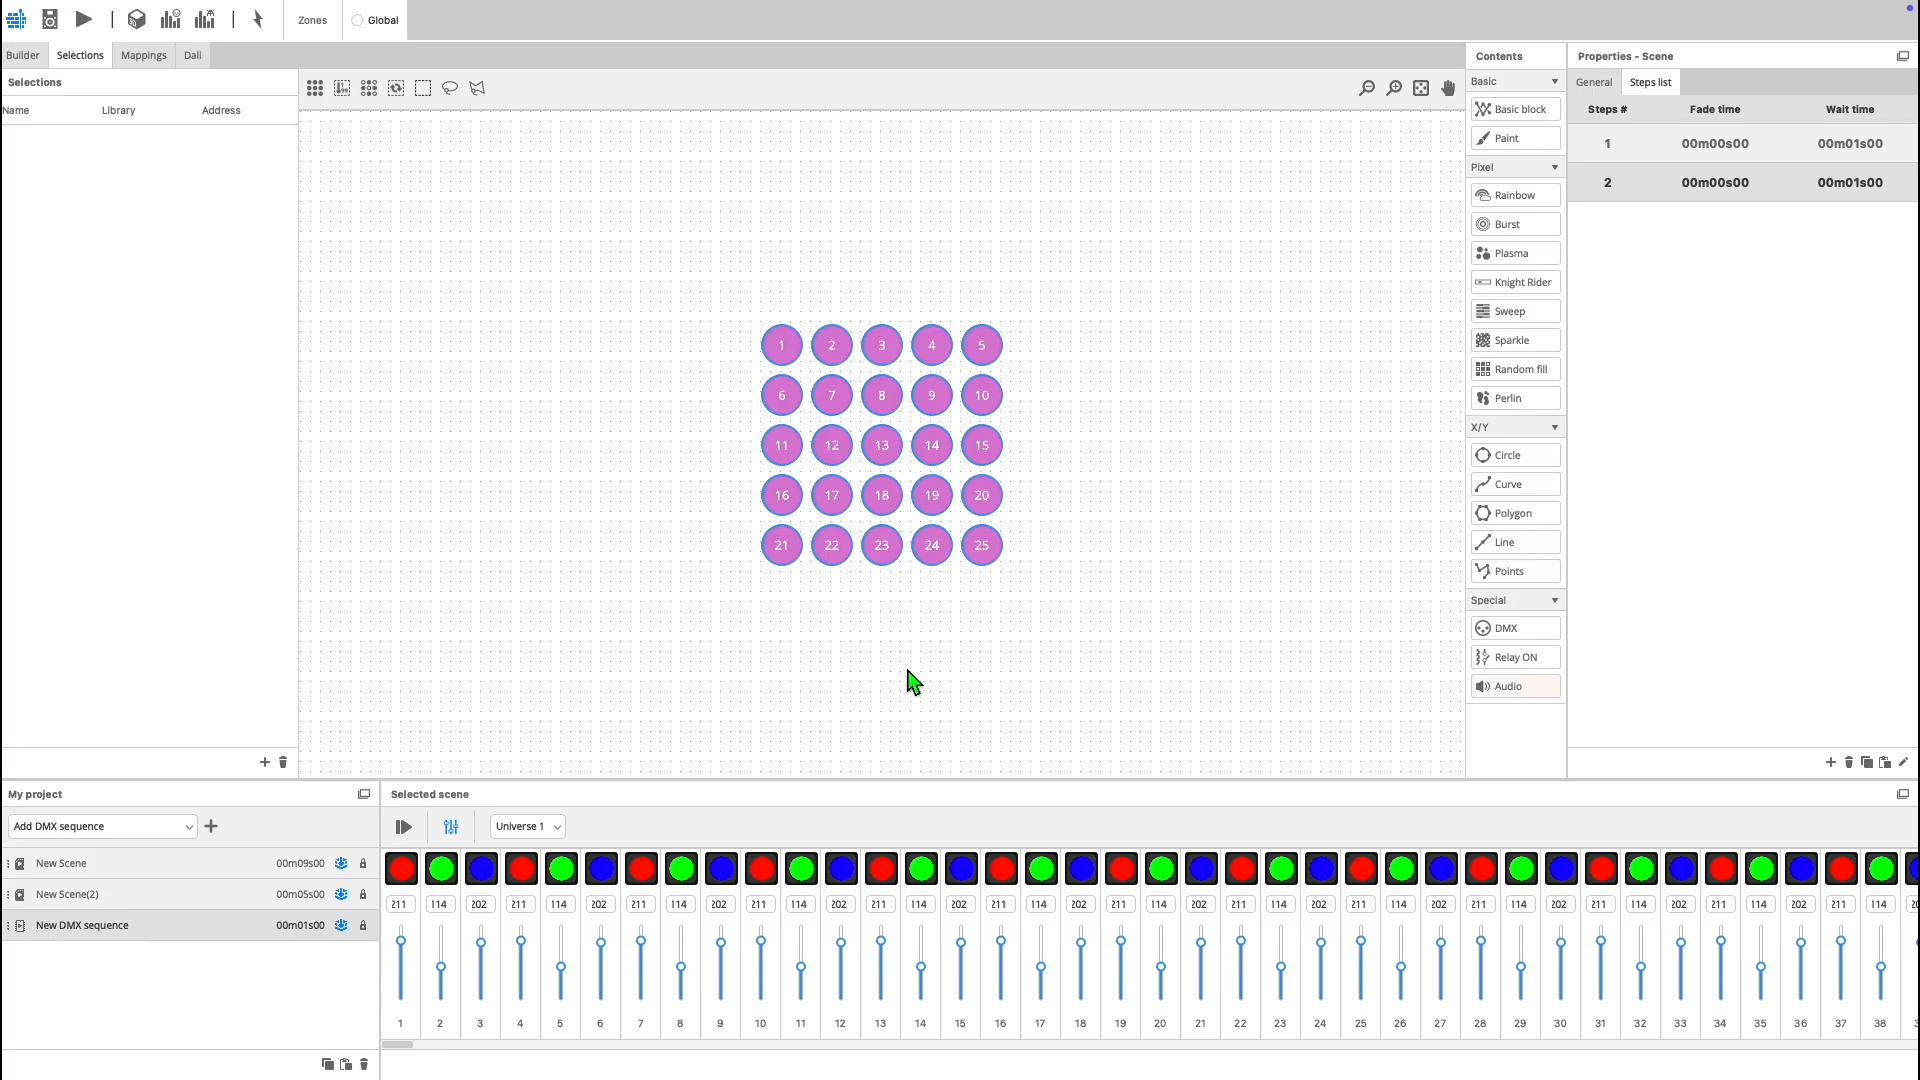 Zones
Global
Builder Selections Mappings Dali
Selections
Name Library Address
1 2 3 4 5
6 7 8 9 10
11 12 13 14 15
16 17 18 19 20
21 22 23 24 25
Contents
Basic
Basic block
Paint
Pixel
Rainbow
Burst
Plasma
Knight Rider
Sweep
Sparkle
Random fill
Perlin
X/Y
Circle
Curve
Polygon
Line
Points
Special
DMX
Relay ON
Audio
Properties - Scene
General Steps list
Steps # Fade time Wait time
1 00m00s00 00m01s00
2 00m00s00 00m01s00
My project
Add DMX sequence
New Scene 00m09s00
New Scene(2) 00m05s00
New DMX sequence 00m01s00
Selected scene
Universe 1
211 114 202 211 114 202 211 114 202 211 114 202 211 114 202 211 114 202 211 114 202 211 114 202 211 114 202 211 114 202 211 114 202 211 114 202 211 114
1 2 3 4 5 6 7 8 9 10 11 12 13 14 15 16 17 18 19 20 21 22 23 24 25 26 27 28 29 30 31 32 33 34 35 36 37 38